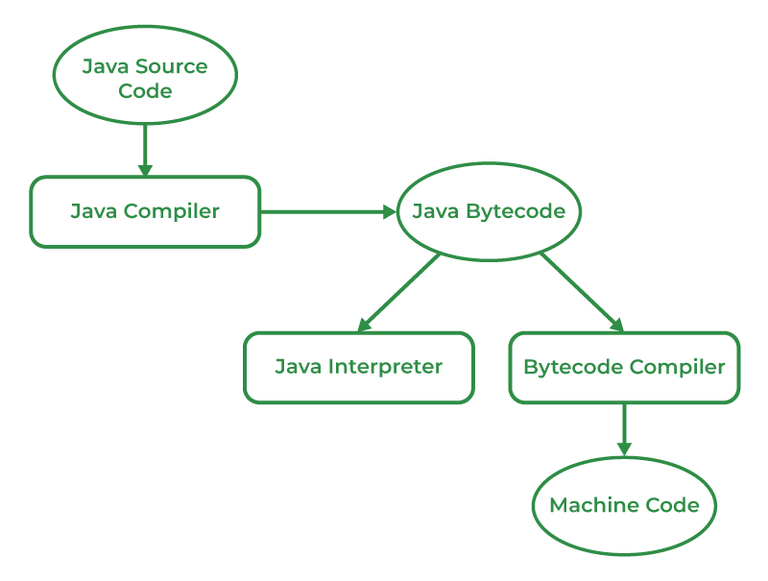 Java Source
Code
Java Compiler
Java Bytecode
Java Interpreter
Bytecode Compiler
Machine Code